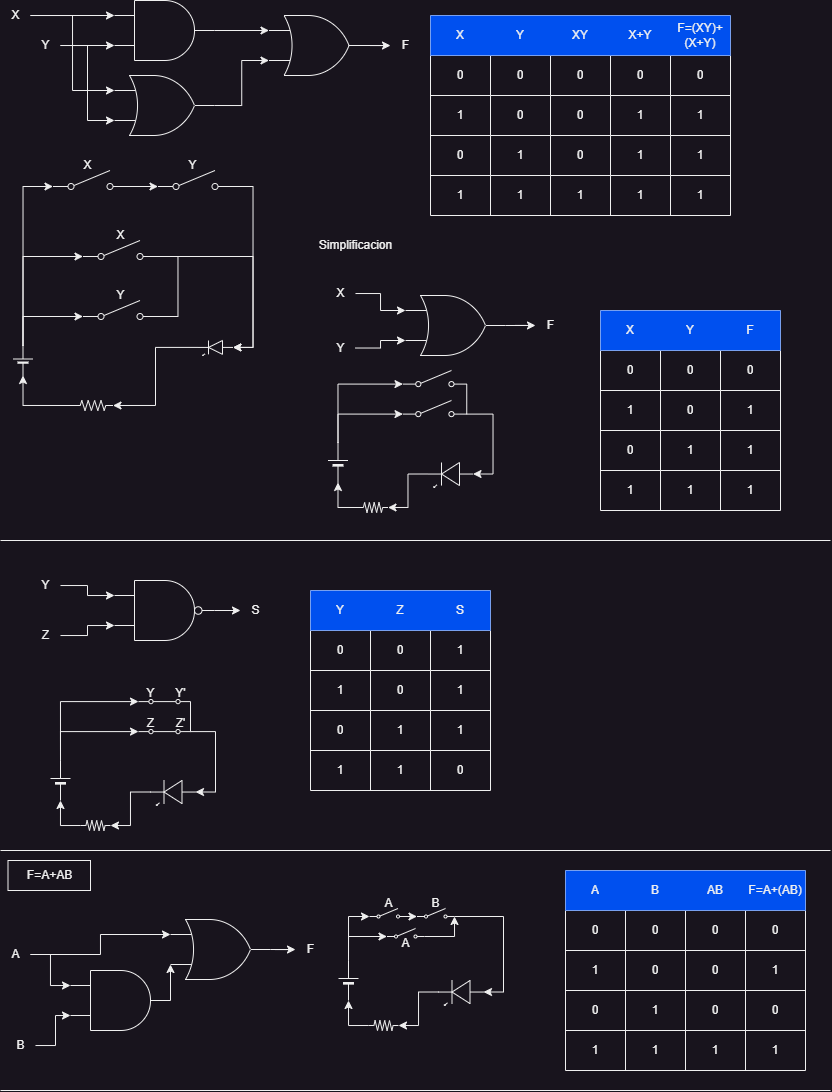 X
Y
F
X Y XY X+Y F=(XY)+
(X+Y)
0 0 0 0 0
1 0 0 1 1
0 1 0 1 1
1 1 1 1 1
X Y
X
Y
Simplificacion
X
Y
F
X Y F
0 0 0
1 0 1
0 1 1
1 1 1
Y
Z
S
Y Z S
0 0 1
1 0 1
0 1 1
1 1 0
Y Y'
Z Z'
F=A+AB
A
B
F
A B
A
A B AB F=A+(AB)
0 0 0 0
1 0 0 1
0 1 0 0
1 1 1 1